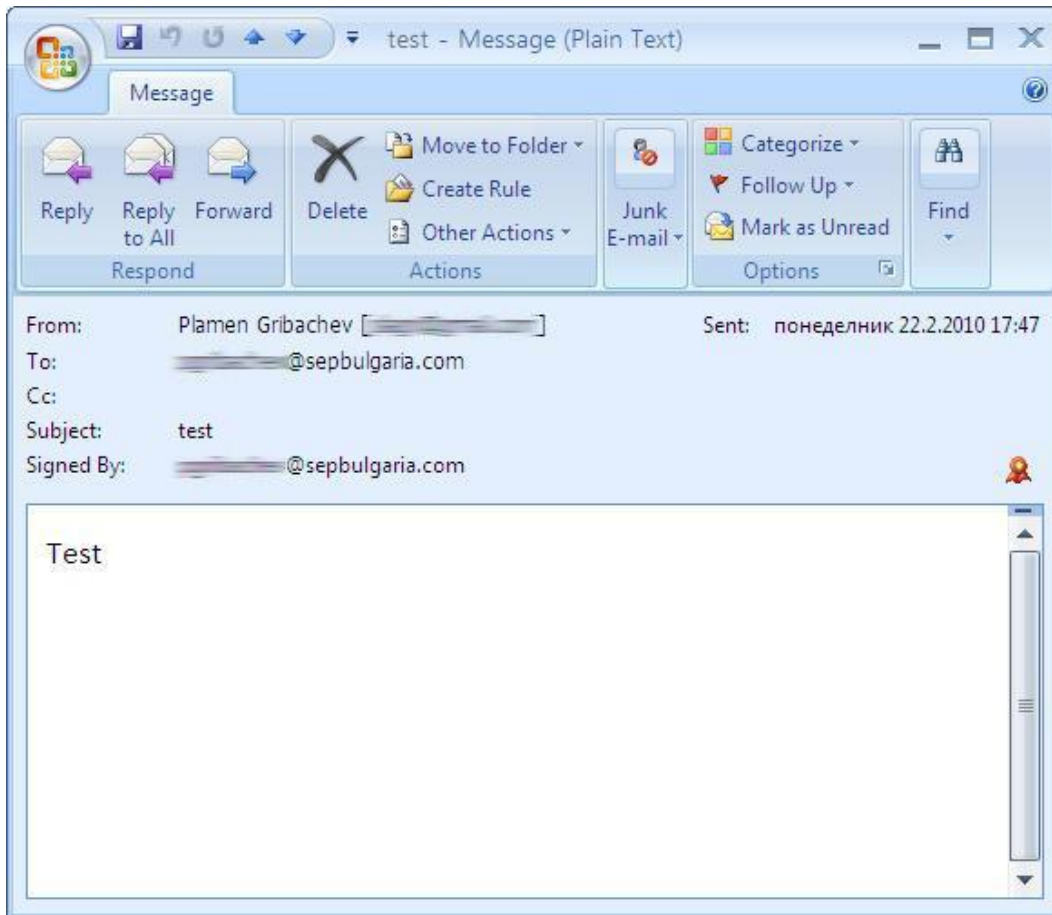 test - Message (Plain Text)
Message
Reply
Reply to All
Forward
Respond
Delete
Move to Folder
Create Rule
Other Actions
Actions
Junk E-mail
Categorize
Follow Up
Mark as Unread
Options
Find
From: Plamen Gribachev [ ] Sent: понеделник 22.2.2010 17:47
To: @sepbulgaria.com
Cc:
Subject: test
Signed By: @sepbulgaria.com
Test